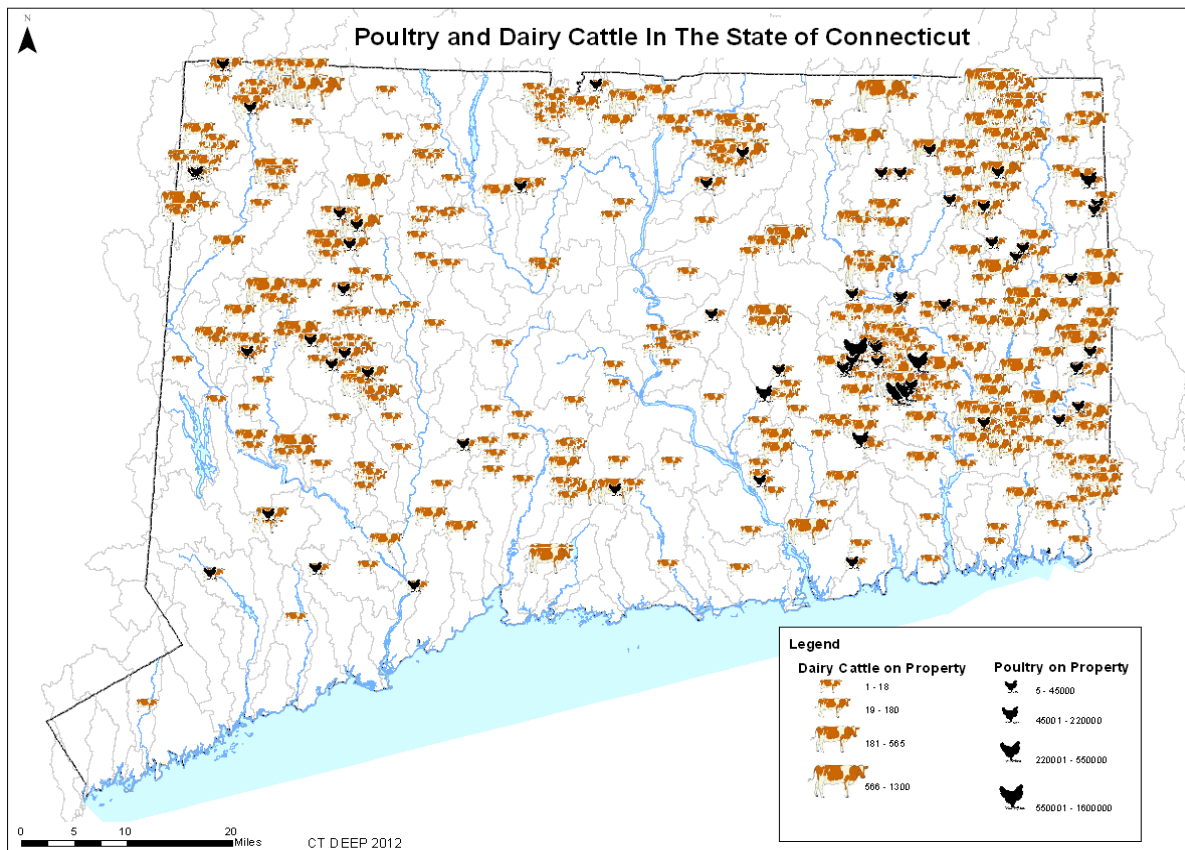 N
Poultry and Dairy Cattle In The State of Connecticut
Legend
Dairy Cattle on Property
1 - 18
19 - 180
181 - 565
566 - 1300
Poultry on Property
5 - 45000
45001 - 220000
220001 - 550000
550001 - 1600000
0 5 10 20
Miles
CT DEEP 2012